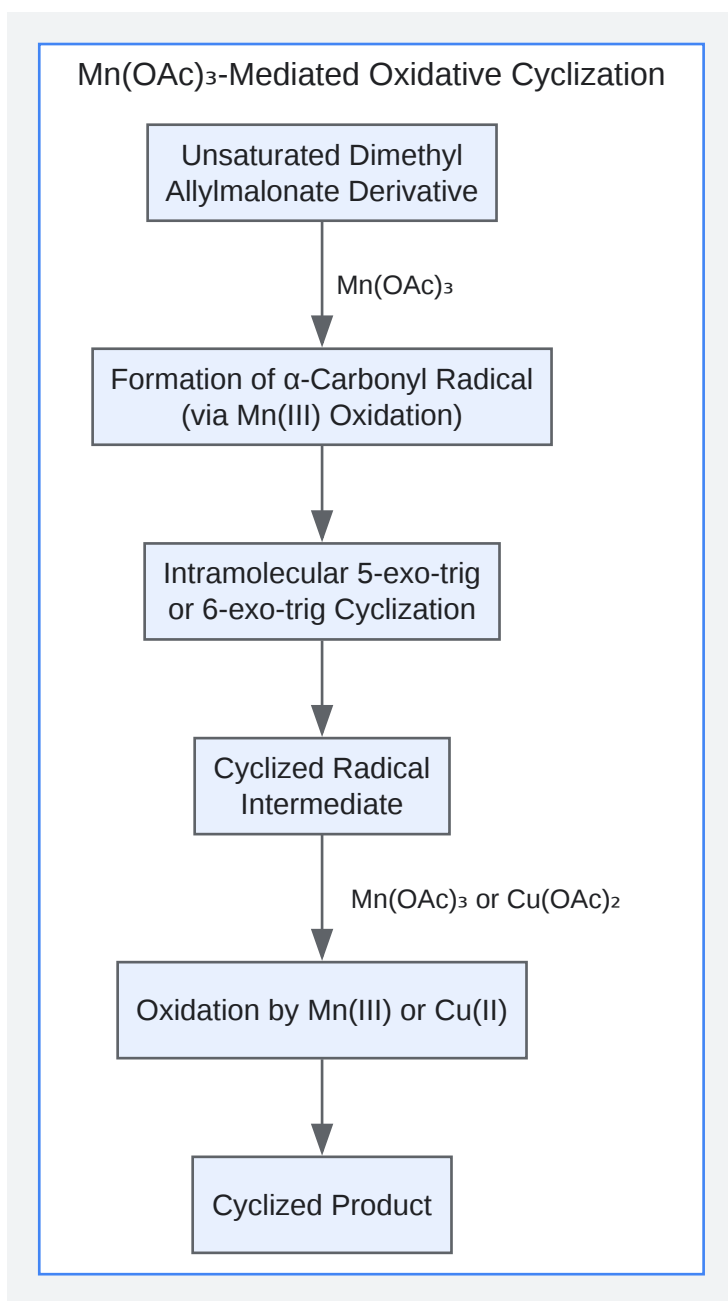 Mn(OAc)₃-Mediated Oxidative Cyclization
Unsaturated Dimethyl
Allylmalonate Derivative
Mn(OAc)₃
Formation of α-Carbonyl Radical
(via Mn(III) Oxidation)
Intramolecular 5-exo-trig
or 6-exo-trig Cyclization
Cyclized Radical
Intermediate
Mn(OAc)₃ or Cu(OAc)₂
Oxidation by Mn(III) or Cu(II)
Cyclized Product